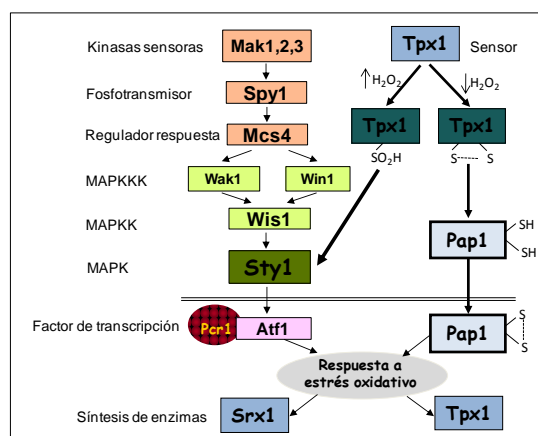 Kinasas sensoras
Mak1,2,3
Tpx1
Sensor
↑H₂O₂
↓H₂O₂
Fosfotransmisor
Spy1
Regulador respuesta
Mcs4
Tpx1
Tpx1
SO₂H
S
S
MAPKKK
Wak1
Win1
MAPKK
Wis1
Pap1
SH
SH
MAPK
Sty1
Factor de transcripción
Pcr1
Atf1
Pap1
S
S
Respuesta a
estrés oxidativo
Síntesis de enzimas
Srx1
Tpx1